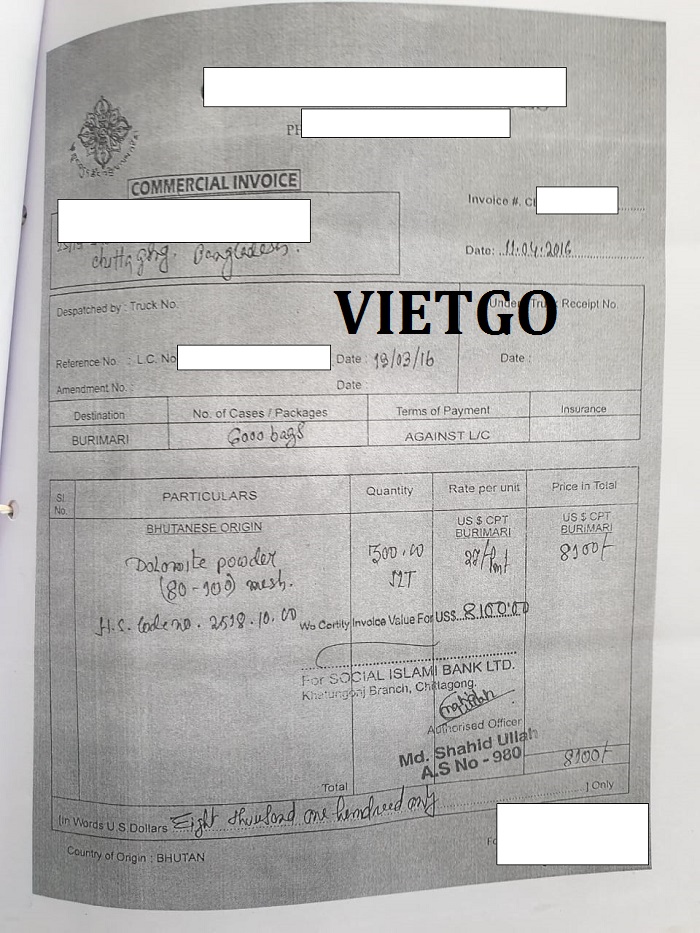 COMMERCIAL INVOICE
Invoice #.
chittagong. Bangladesh.
Date: 11.04.2016
VIETGO
Despatched by : Truck No.
Under Truck Receipt No.
Reference No. : L.C. No
Date : 13/03/16
Date :
Amendment No. :
Date :
Destination
No. of Cases / Packages
Terms of Payment
Insurance
BURIMARI
6000 bags
AGAINST L/C
Sl No.
PARTICULARS
Quantity
Rate per unit
Price in Total
BHUTANESE ORIGIN
US $ CPT BURIMARI
US $ CPT BURIMARI
Dolomite powder
300.00
27/
8100/-
(80-100) mesh.
MT
H.S. Code no. 2518.10.00
We Certify Invoice Value For US$ 8100.00
For SOCIAL ISLAMI BANK LTD.
Khatungonj Branch, Chittagong.
Authorised Officer
Md. Shahid Ullah
A.S No - 980
Total
8100/-
(in Words U.S.Dollars Eight thousand one hundred only ) Only
Country of Origin : BHUTAN